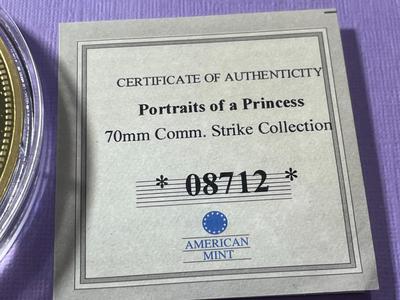 CERTIFICATE OF AUTHENTICITY
Portraits of a Princess
70mm Comm. Strike Collection
* 08712 *
AMERICAN
MINT